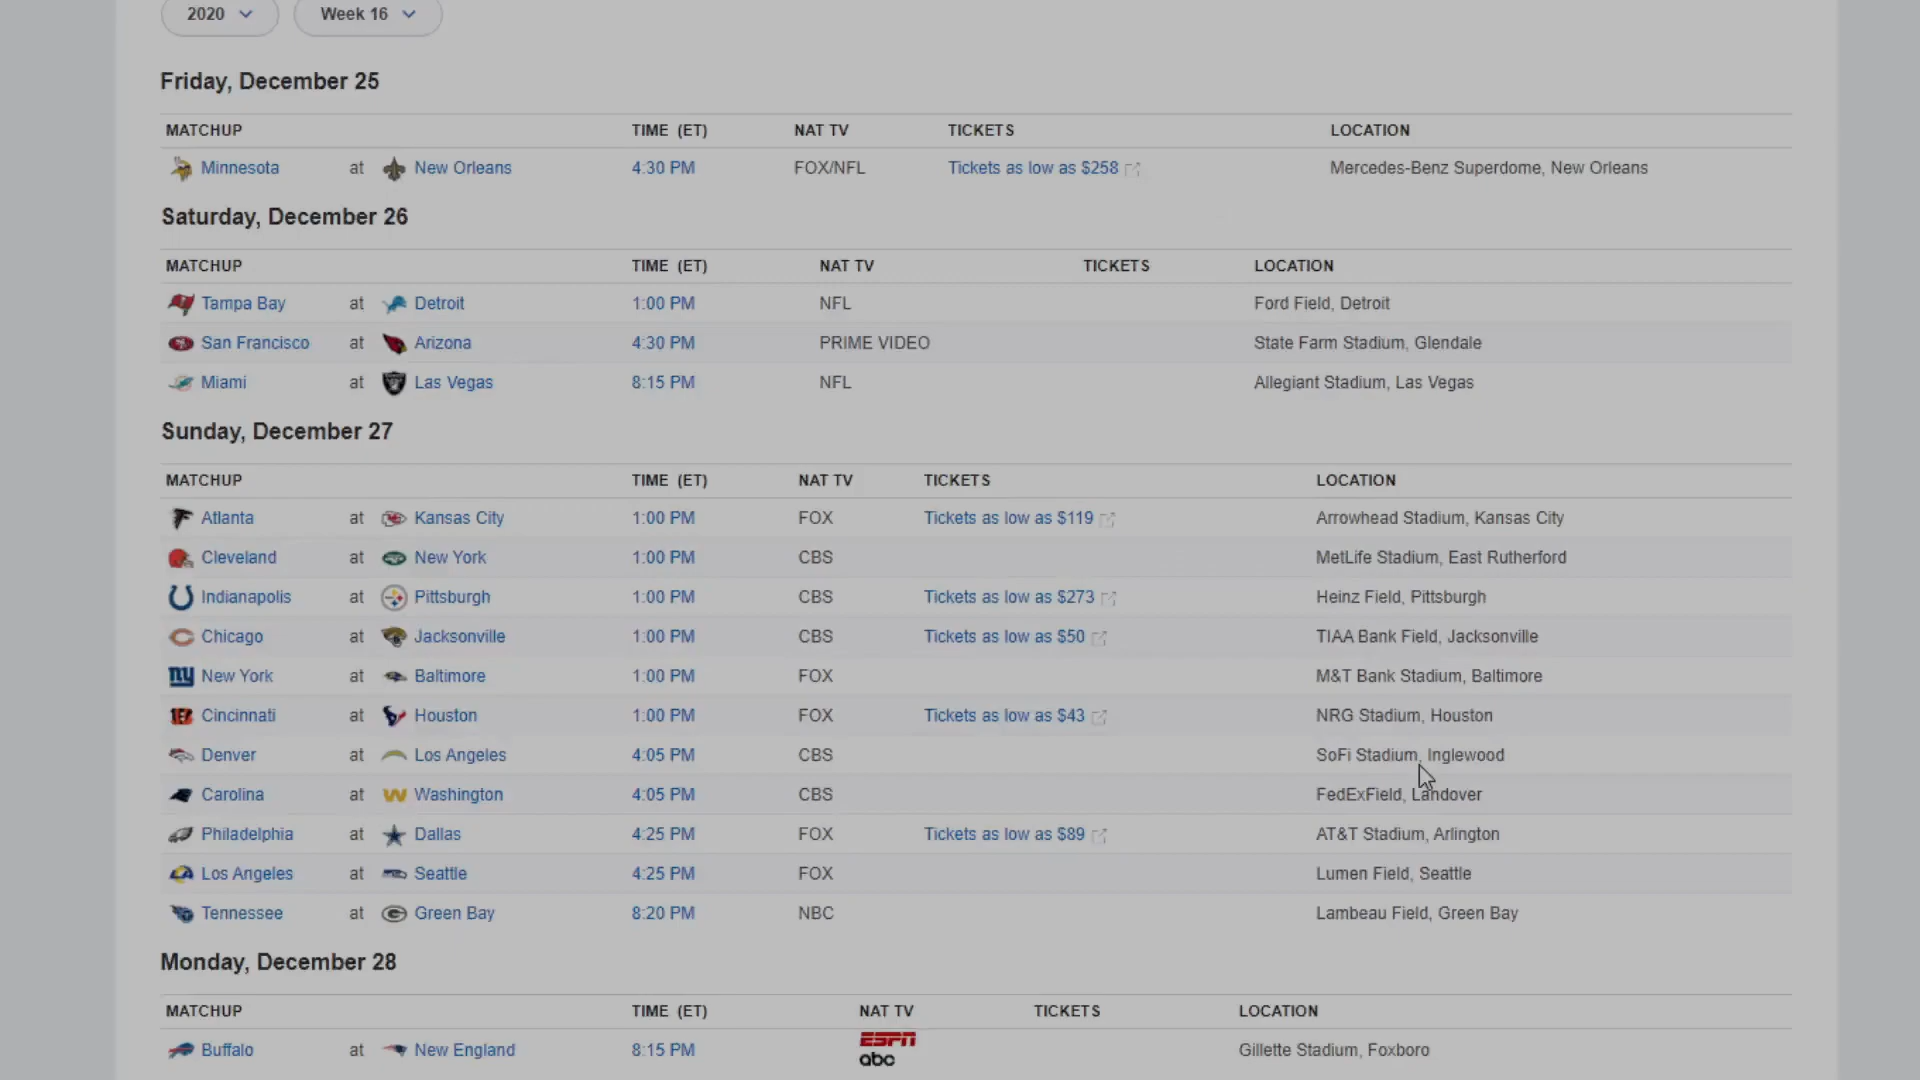 2020 Week 16
Friday, December 25
MATCHUP TIME (ET) NAT TV TICKETS LOCATION
Minnesota at New Orleans 4:30 PM FOX/NFL Tickets as low as $258 Mercedes-Benz Superdome, New Orleans
Saturday, December 26
MATCHUP TIME (ET) NAT TV TICKETS LOCATION
Tampa Bay at Detroit 1:00 PM NFL Ford Field, Detroit
San Francisco at Arizona 4:30 PM PRIME VIDEO State Farm Stadium, Glendale
Miami at Las Vegas 8:15 PM NFL Allegiant Stadium, Las Vegas
Sunday, December 27
MATCHUP TIME (ET) NAT TV TICKETS LOCATION
Atlanta at Kansas City 1:00 PM FOX Tickets as low as $119 Arrowhead Stadium, Kansas City
Cleveland at New York 1:00 PM CBS MetLife Stadium, East Rutherford
Indianapolis at Pittsburgh 1:00 PM CBS Tickets as low as $273 Heinz Field, Pittsburgh
Chicago at Jacksonville 1:00 PM CBS Tickets as low as $50 TIAA Bank Field, Jacksonville
ny New York at Baltimore 1:00 PM FOX M&T Bank Stadium, Baltimore
Cincinnati at Houston 1:00 PM FOX Tickets as low as $43 NRG Stadium, Houston
Denver at Los Angeles 4:05 PM CBS SoFi Stadium, Inglewood
Carolina at W Washington 4:05 PM CBS FedExField, Landover
Philadelphia at Dallas 4:25 PM FOX Tickets as low as $89 AT&T Stadium, Arlington
Los Angeles at Seattle 4:25 PM FOX Lumen Field, Seattle
Tennessee at G Green Bay 8:20 PM NBC Lambeau Field, Green Bay
Monday, December 28
MATCHUP TIME (ET) NAT TV TICKETS LOCATION
Buffalo at New England 8:15 PM ESFN abc Gillette Stadium, Foxboro